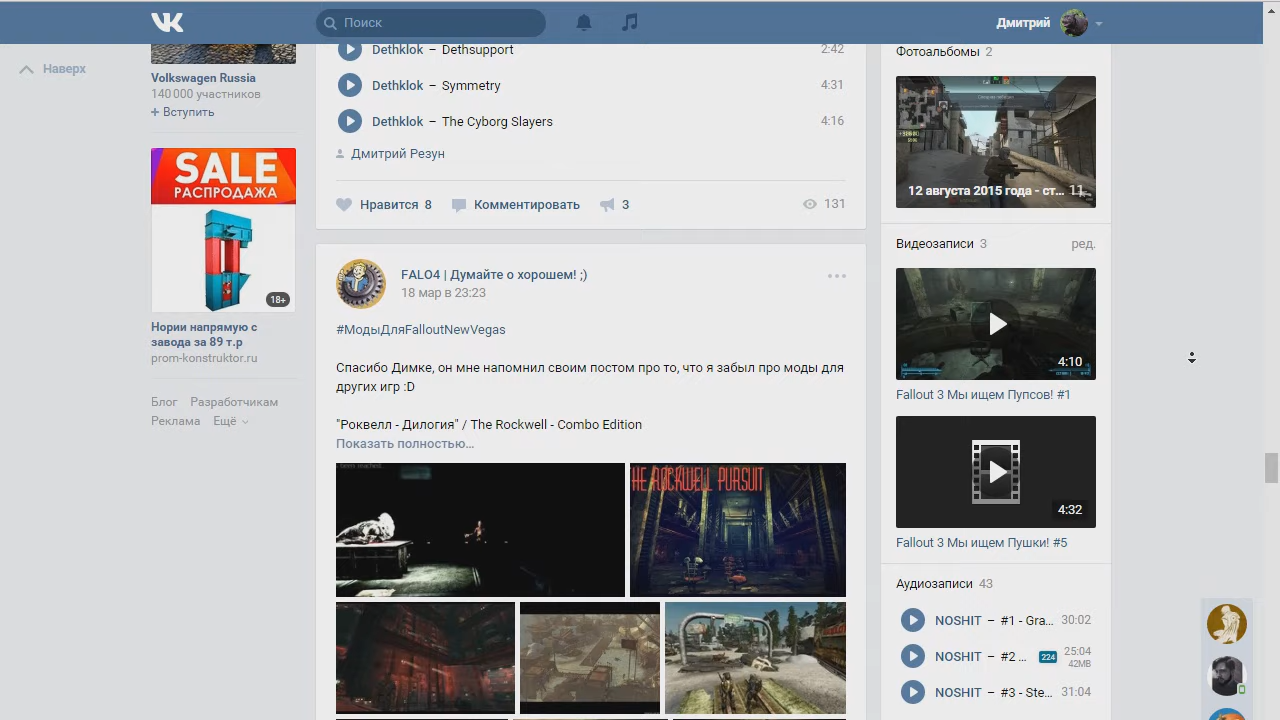 Поиск
Дмитрий
Наверх
Volkswagen Russia
140 000 участников
+ Вступить
SALE
РАСПРОДАЖА
18+
Нории напрямую с
завода за 89 т.р
prom-konstruktor.ru
Блог Разработчикам
Реклама Ещё
Dethklok – Dethsupport 2:42
Dethklok – Symmetry 4:31
Dethklok – The Cyborg Slayers 4:16
Дмитрий Резун
Нравится 8 Комментировать 3 131
FALO4 | Думайте о хорошем! ;)
18 мар в 23:23
#МодыДляFalloutNewVegas
Спасибо Димке, он мне напомнил своим постом про то, что я забыл про моды для
других игр :D
"Роквелл - Дилогия" / The Rockwell - Combo Edition
Показать полностью...
HE ROCKWELL PURSUIT
Фотоальбомы 2
12 августа 2015 года - ст... 11
Видеозаписи 3 ред.
4:10
Fallout 3 Мы ищем Пупсов! #1
4:32
Fallout 3 Мы ищем Пушки! #5
Аудиозаписи 43
NOSHIT – #1 - Gra... 30:02
NOSHIT – #2 ... 224 25:04
42MB
NOSHIT – #3 - Ste... 31:04